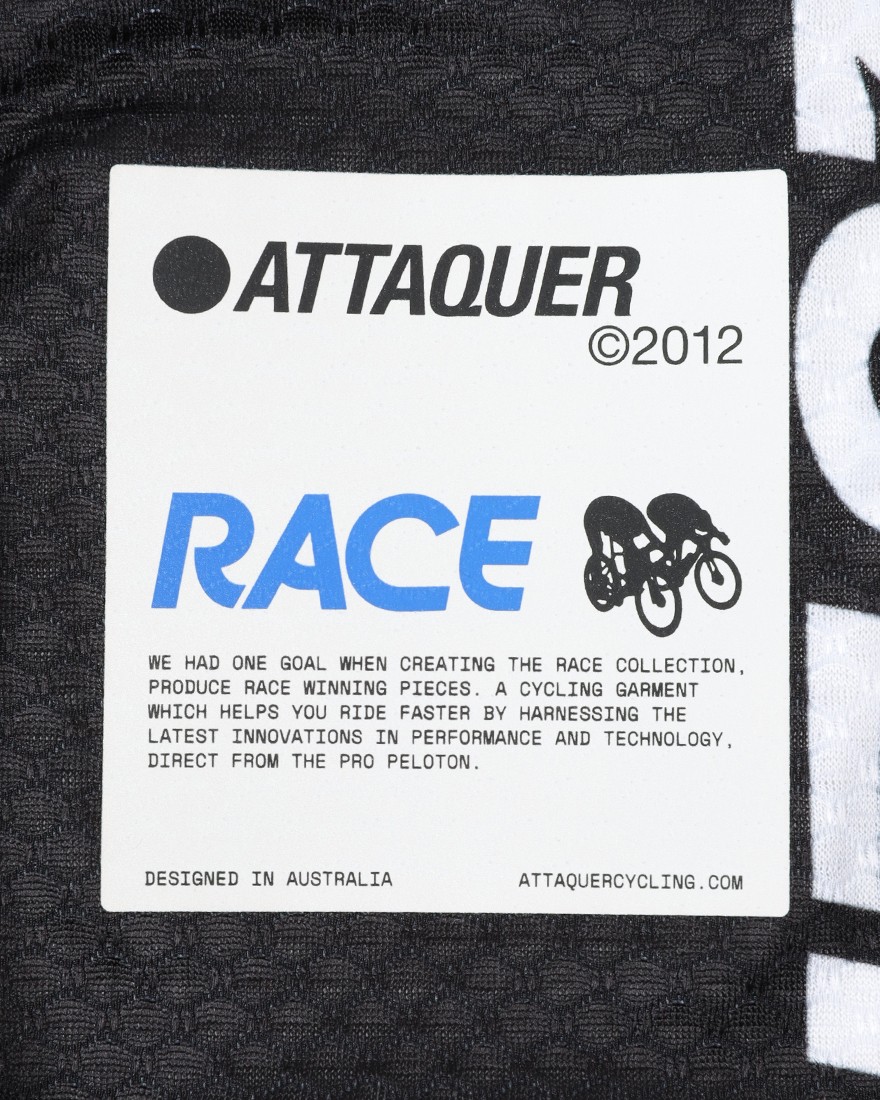 ATTAQUER
©2012
RACE
WE HAD ONE GOAL WHEN CREATING THE RACE COLLECTION,
PRODUCE RACE WINNING PIECES. A CYCLING GARMENT
WHICH HELPS YOU RIDE FASTER BY HARNESSING THE
LATEST INNOVATIONS IN PERFORMANCE AND TECHNOLOGY,
DIRECT FROM THE PRO PELOTON.
DESIGNED IN AUSTRALIA ATTAQUERCYCLING.COM